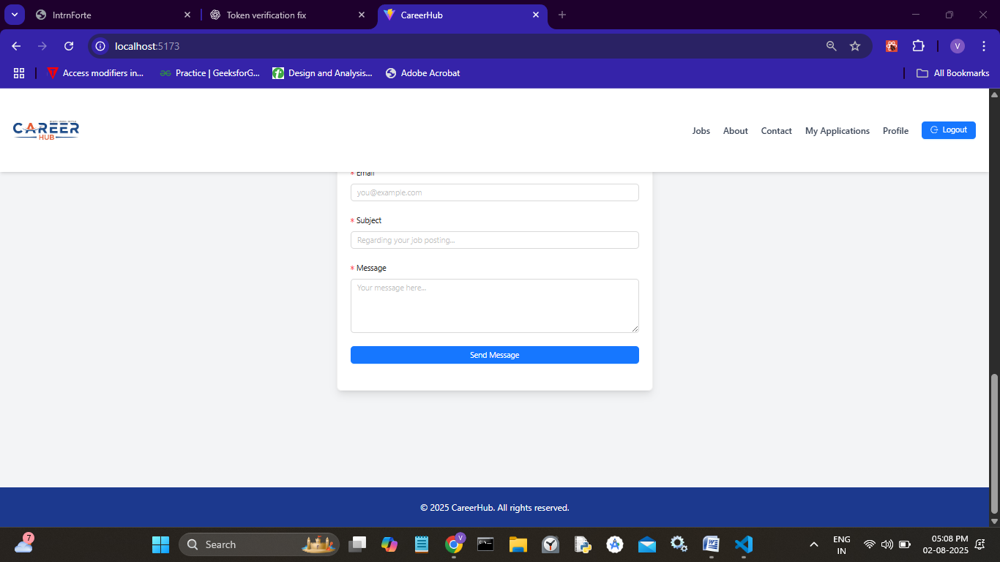 IntrnForte
Token verification fix
CareerHub
localhost:5173
V
Access modifiers in...
Practice | GeeksforG...
Design and Analysis...
Adobe Acrobat
All Bookmarks
CAREER
HUB
Jobs
About
Contact
My Applications
Profile
Logout
* Email
you@example.com
* Subject
Regarding your job posting...
* Message
Your message here...
Send Message
© 2025 CareerHub. All rights reserved.
7
Search
V
ENG
IN
05:08 PM
02-08-2025